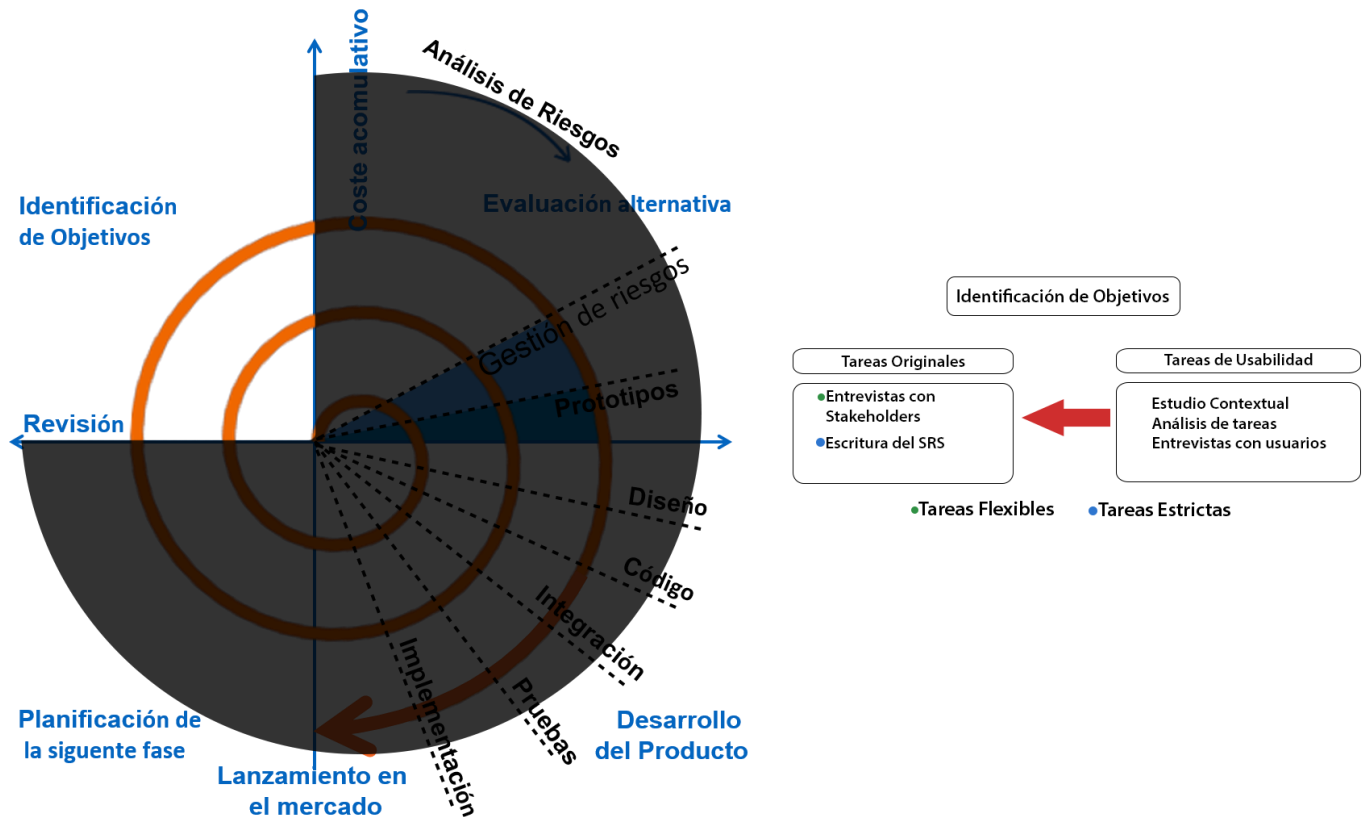 Coste acomulativo
Análisis de Riesgos
Identificación
de Objetivos
Evaluación alternativa
Gestión de riesgos
Prototipos
Revisión
Diseño
Código
Integración
Pruebas
Implementación
Planificación de
la siguente fase
Desarrollo
del Producto
Lanzamiento en
el mercado
Identificación de Objetivos
Tareas Originales
Entrevistas con
Stakeholders
Escritura del SRS
Tareas de Usabilidad
Estudio Contextual
Análisis de tareas
Entrevistas con usuarios
Tareas Flexibles
Tareas Estrictas